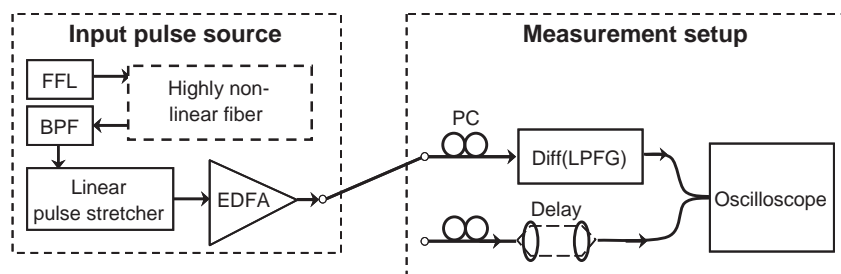 Input pulse source
Measurement setup
FFL
Highly non-
linear fiber
BPF
PC
Diff(LPFG)
Linear
pulse stretcher
EDFA
Delay
Oscilloscope